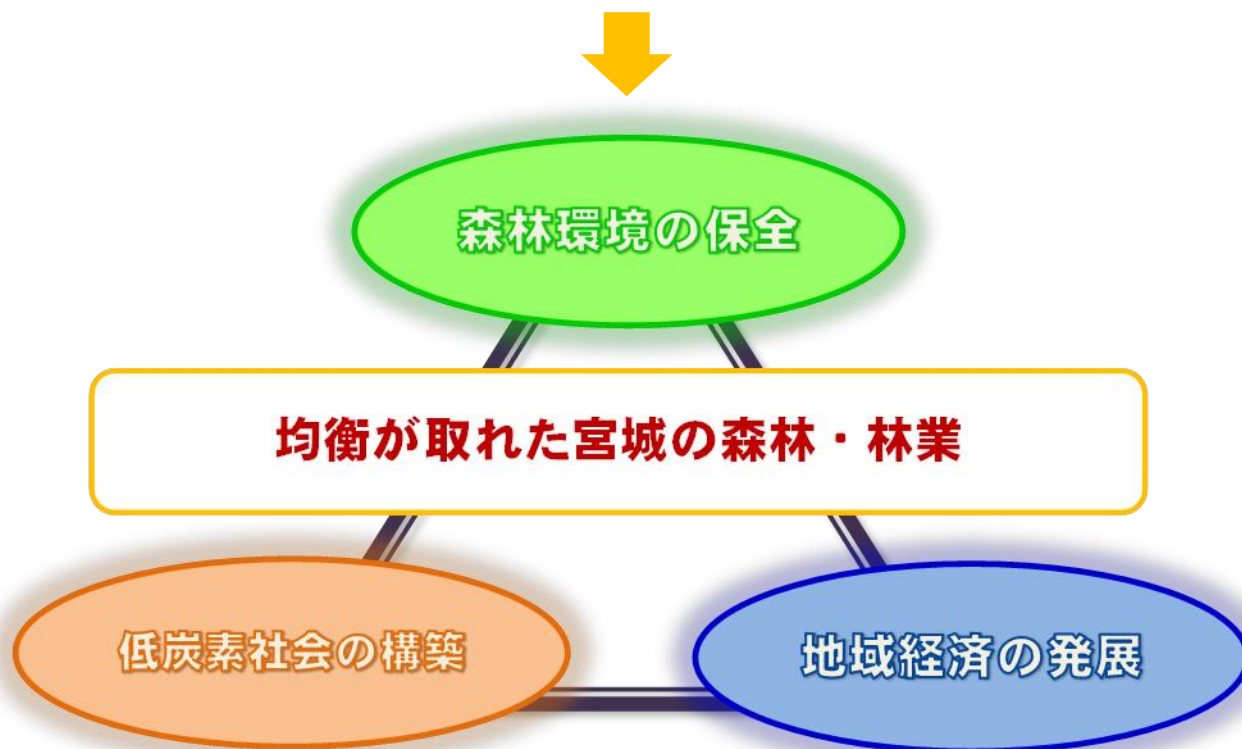 森林環境の保全
均衡が取れた宮城の森林・林業
低炭素社会の構築
地域経済の発展